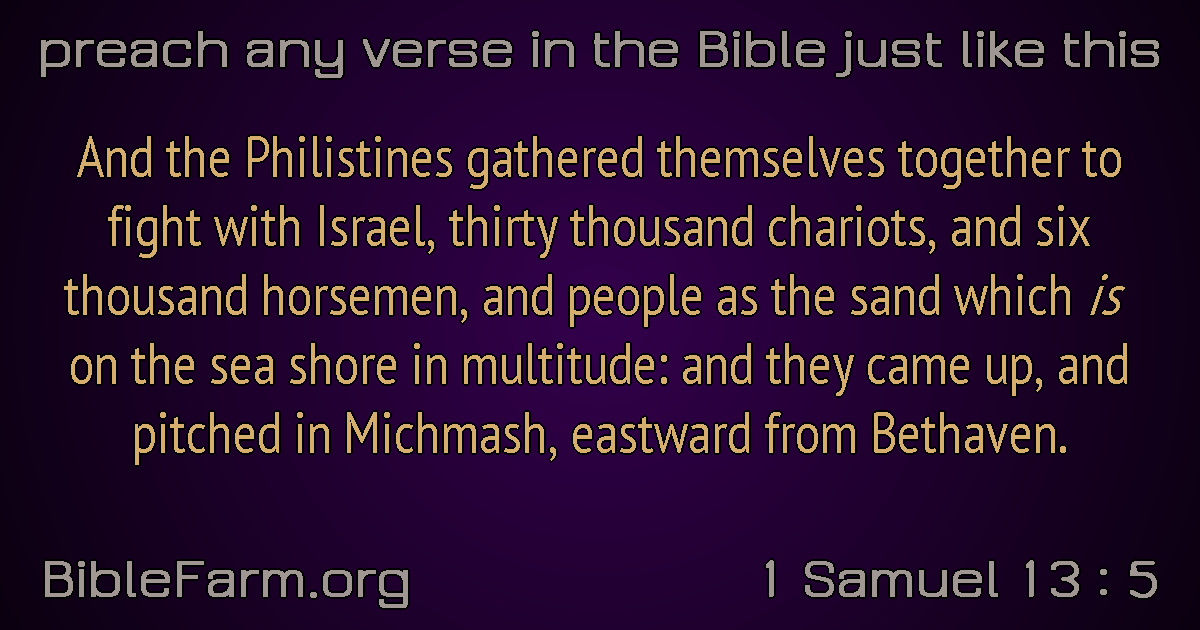 preach any verse in the Bible just like this
And the Philistines gathered themselves together to
fight with Israel, thirty thousand chariots, and six
thousand horsemen, and people as the sand which is
on the sea shore in multitude: and they came up, and
pitched in Michmash, eastward from Bethaven.
BibleFarm.org
1 Samuel 13 : 5